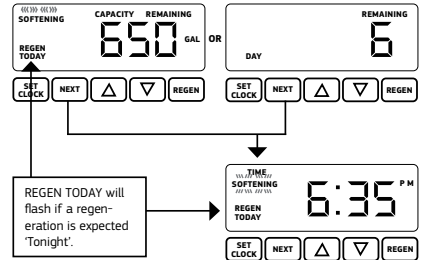 SOFTENING
CAPACITY REMAINING
650 GAL
REGEN
TODAY
SET
CLOCK
NEXT
REGEN
OR
REMAINING
6
DAY
SET
CLOCK
NEXT
REGEN
REGEN TODAY will
flash if a regen-
eration is expected
‘Tonight’.
TIME
SOFTENING
6:35 PM
REGEN
TODAY
SET
CLOCK
NEXT
REGEN